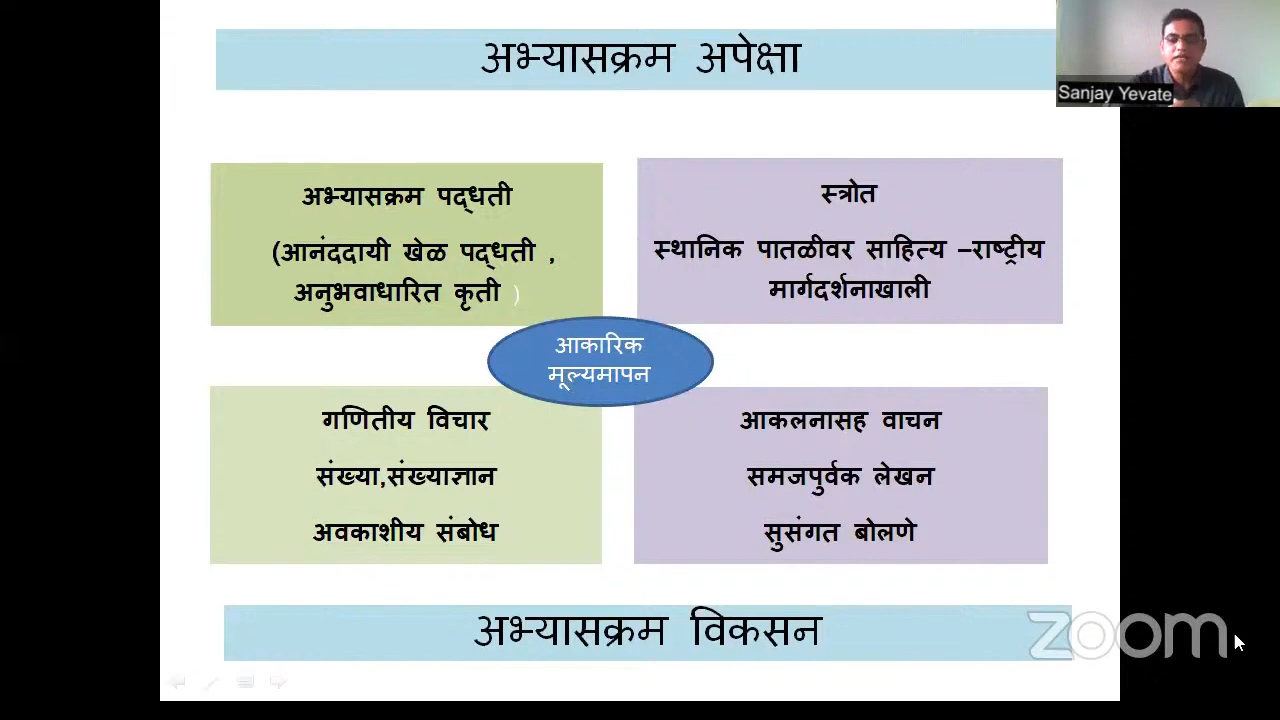 अभ्यासक्रम अपेक्षा
Sanjay Yevate
अभ्यासक्रम पद्धती
(आनंददायी खेळ पद्धती ,
अनुभवाधारित कृती )
स्त्रोत
स्थानिक पातळीवर साहित्य –राष्ट्रीय
मार्गदर्शनाखाली
आकारिक
मूल्यमापन
गणितीय विचार
संख्या,संख्याज्ञान
अवकाशीय संबोध
आकलनासह वाचन
समजपुर्वक लेखन
सुसंगत बोलणे
अभ्यासक्रम विकसन
zoom